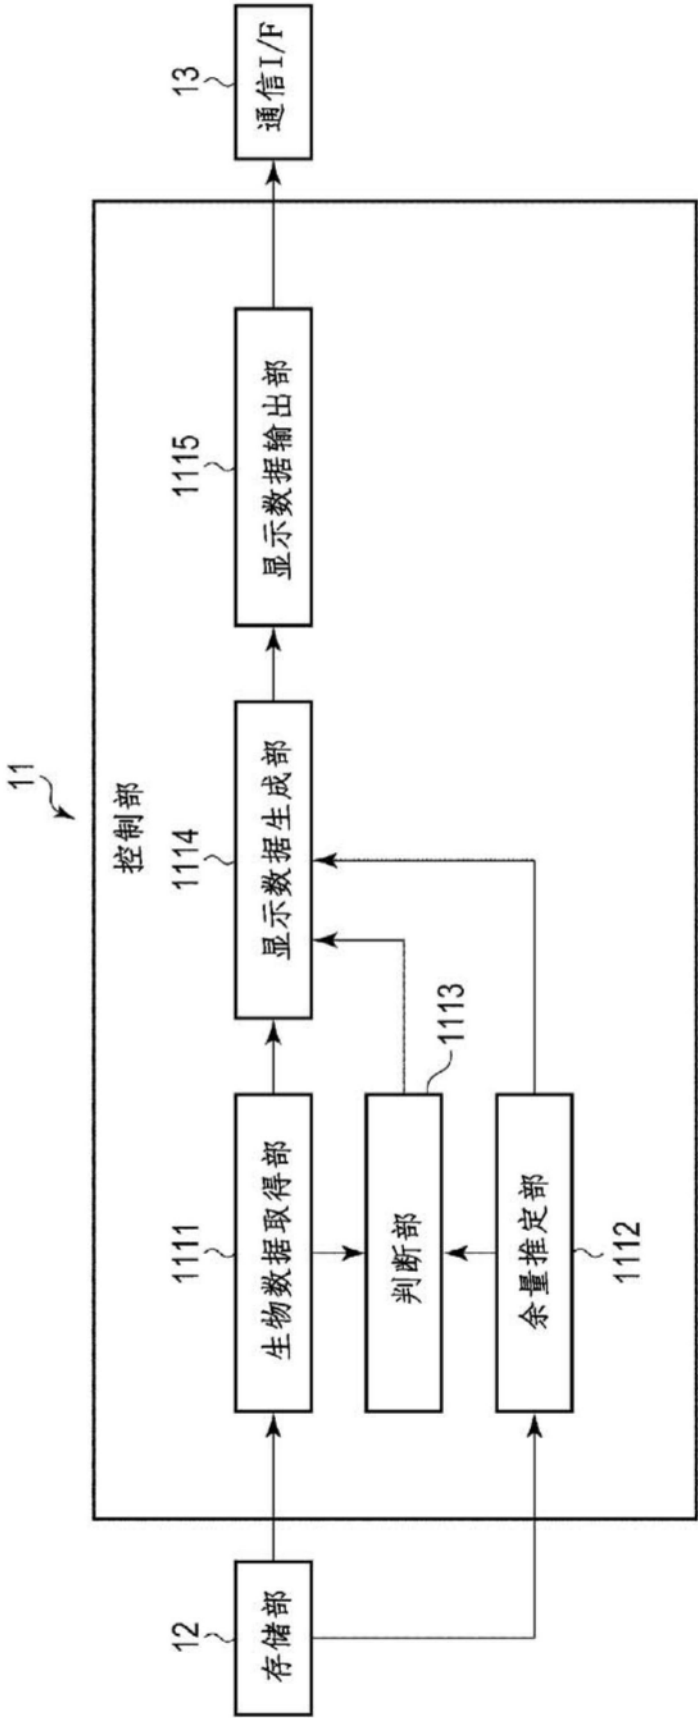 11
控制部
12
存储部
1111
生物数据取得部
1114
显示数据生成部
1115
显示数据输出部
13
通信I/F
判断部
1113
余量推定部
1112